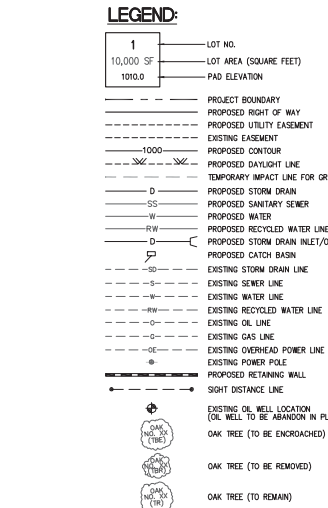 LEGEND:
1 LOT NO.
10,000 SF LOT AREA (SQUARE FEET)
1010.0 PAD ELEVATION
PROJECT BOUNDARY
PROPOSED RIGHT OF WAY
PROPOSED UTILITY EASEMENT
EXISTING EASEMENT
1000 PROPOSED CONTOUR
PROPOSED DAYLIGHT LINE
TEMPORARY IMPACT LINE FOR GR
D PROPOSED STORM DRAIN
SS PROPOSED SANITARY SEWER
W PROPOSED WATER
RW PROPOSED RECYCLED WATER LINE
D PROPOSED STORM DRAIN INLET/O
PROPOSED CATCH BASIN
SD EXISTING STORM DRAIN LINE
S EXISTING SEWER LINE
W EXISTING WATER LINE
RW EXISTING RECYCLED WATER LINE
O EXISTING OIL LINE
G EXISTING GAS LINE
OE EXISTING OVERHEAD POWER LINE
EXISTING POWER POLE
PROPOSED RETAINING WALL
SIGHT DISTANCE LINE
EXISTING OIL WELL LOCATION
(OIL WELL TO BE ABANDON IN PL
OAK
NO. XX OAK TREE (TO BE ENCROACHED)
(TBE)
OAK
NO. XX OAK TREE (TO BE REMOVED)
(TBR)
OAK
NO. XX OAK TREE (TO REMAIN)
(TR)